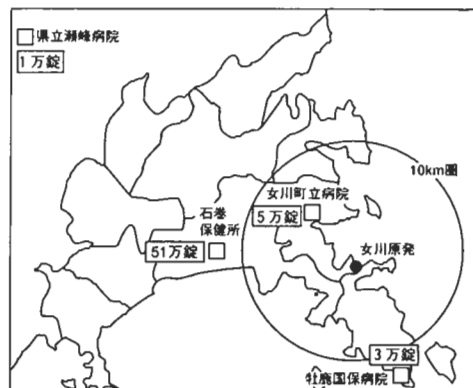 県立瀬峰病院
1万錠
10km圏
女川町立病院
5万錠
石巻
保健所
51万錠
女川原発
3万錠
牡鹿国保病院